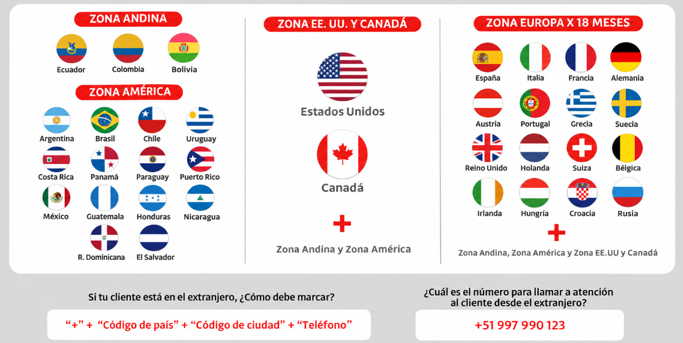 ZONA ANDINA
Ecuador
Colombia
Bolivia
ZONA AMÉRICA
Argentina
Brasil
Chile
Uruguay
Costa Rica
Panamá
Paraguay
Puerto Rico
México
Guatemala
Honduras
Nicaragua
R. Dominicana
El Salvador
ZONA EE. UU. Y CANADÁ
Estados Unidos
Canadá
+
Zona Andina y Zona América
ZONA EUROPA X 18 MESES
España
Italia
Francia
Alemania
Austria
Portugal
Grecia
Suecia
Reino Unido
Holanda
Suiza
Bélgica
Irlanda
Hungría
Croacia
Rusia
+
Zona Andina, Zona América y Zona EE.UU y Canadá
Si tu cliente está en el extranjero, ¿Cómo debe marcar?
“+” + “Código de país” + “Código de ciudad” + “Teléfono”
¿Cuál es el número para llamar a atención
al cliente desde el extranjero?
+51 997 990 123